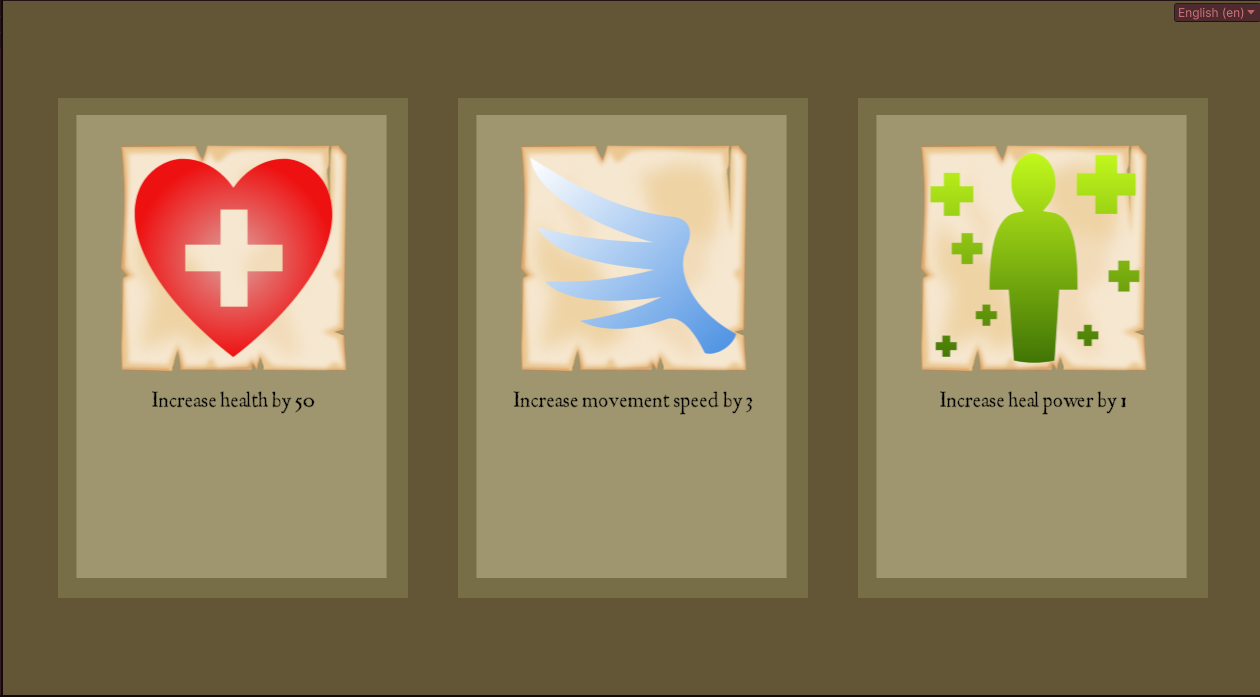 English (en)
Increase health by 50
Increase movement speed by 3
Increase heal power by 1